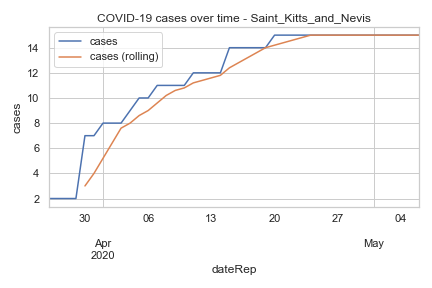 COVID-19 cases over time - Saint_Kitts_and_Nevis
cases
cases (rolling)
14
12
10
8
6
4
2
cases
30 06 13 20 27 04
Apr May
2020
dateRep